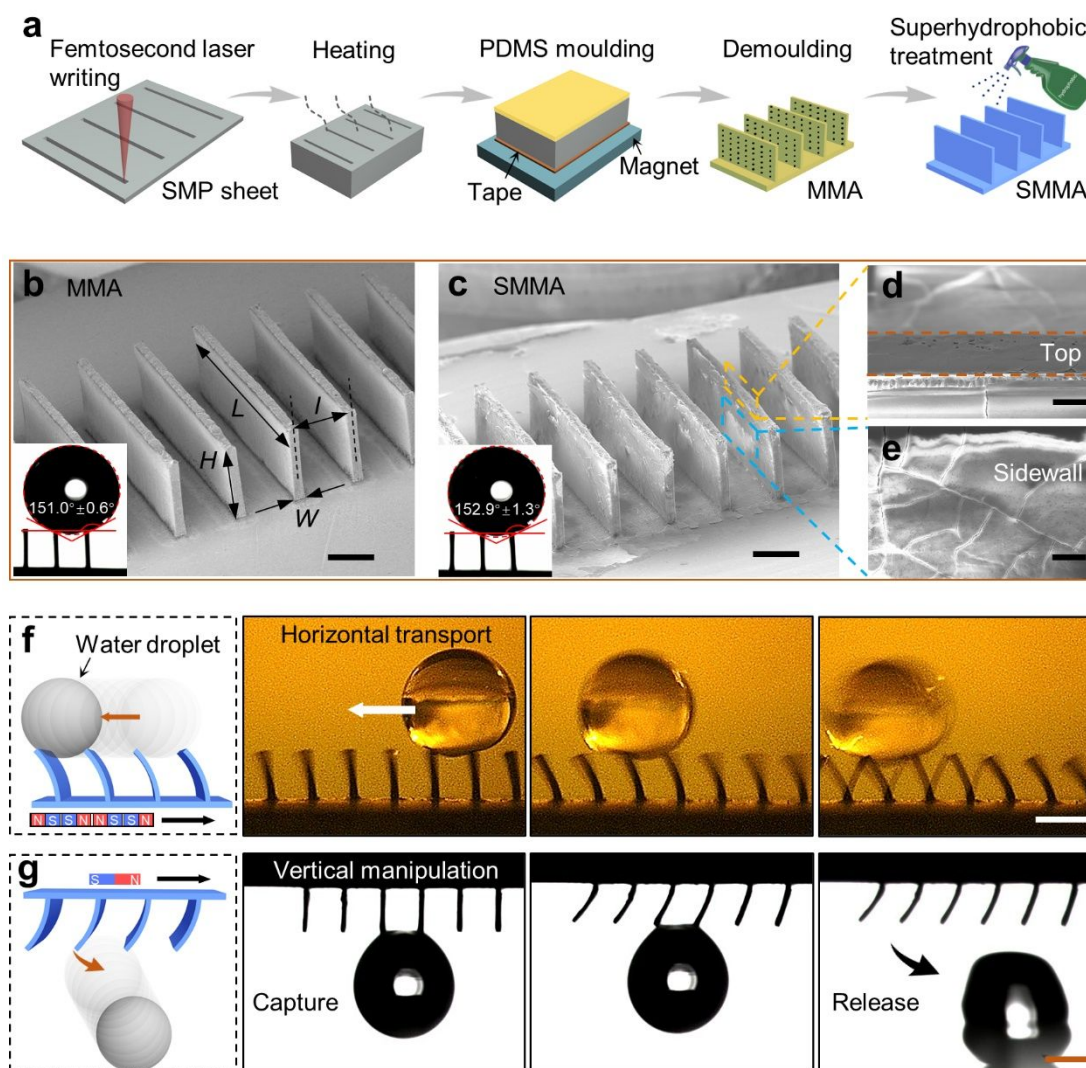 a
Femtosecond laser
writing
Heating
PDMS moulding
Demoulding
Superhydrophobic
treatment
SMP sheet
Tape
Magnet
MMA
SMMA
b MMA
L
I
H
W
151.0°±0.6°
c SMMA
152.9°±1.3°
d
Top
e
Sidewall
f
Water droplet
N S S N N S S N
Horizontal transport
g
S N
Vertical manipulation
Capture
Release